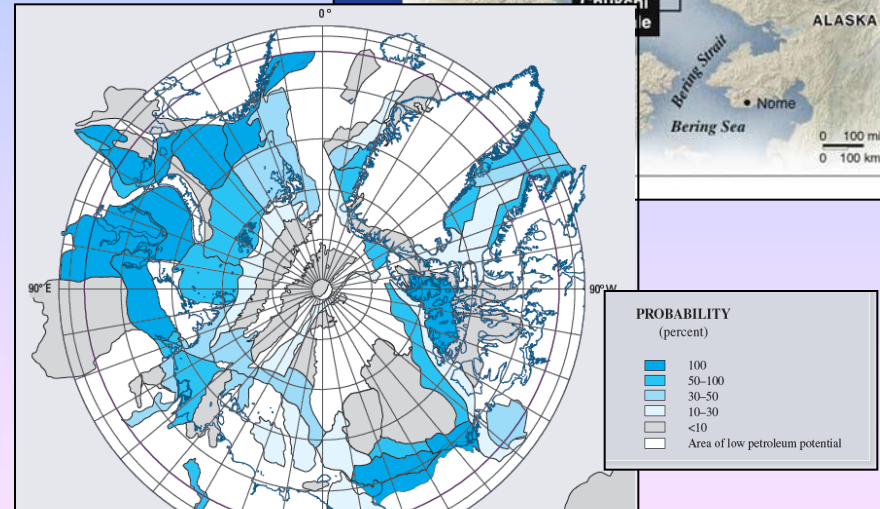 0°
ALASKA
Bering Strait
Nome
Bering Sea
0 100 mi
0 100 km
90°E
90°W
PROBABILITY
(percent)
100
50–100
30–50
10–30
<10
Area of low petroleum potential